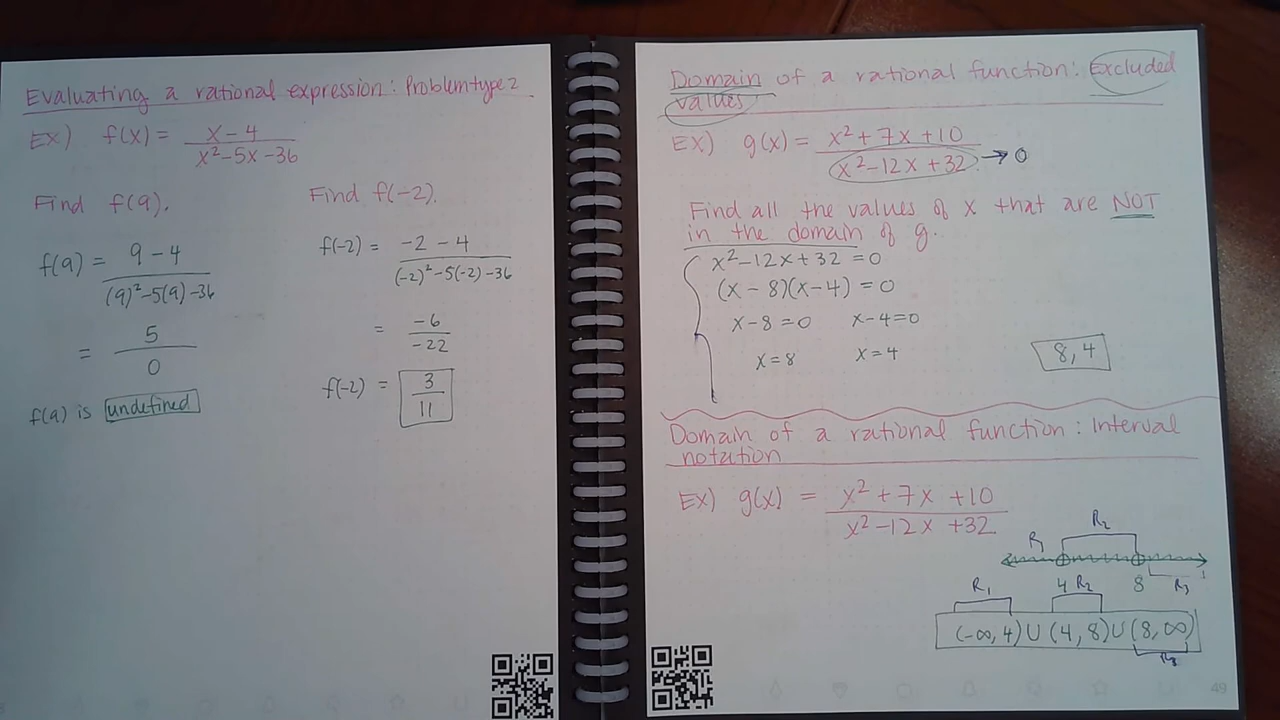 Evaluating a rational expression: Problemtype 2
EX) f(x) = x - 4 / x² - 5x - 36
Find f(9).
f(9) = 9 - 4 / (9)² - 5(9) - 36
= 5 / 0
f(9) is undefined
Find f(-2).
f(-2) = -2 - 4 / (-2)² - 5(-2) - 36
= -6 / -22
f(-2) = 3 / 11
Domain of a rational function: Excluded
values
EX) g(x) = x² + 7x + 10 / x² - 12x + 32 → 0
Find all the values of x that are NOT
in the domain of g.
x² - 12x + 32 = 0
(x - 8)(x - 4) = 0
x - 8 = 0 x - 4 = 0
x = 8 x = 4
8, 4
Domain of a rational function: Interval
notation
EX) g(x) = x² + 7x + 10 / x² - 12x + 32
R₂
R₁
4 8 R₃
R₁ R₂
(-∞, 4) ∪ (4, 8) ∪ (8, ∞)
R₃
49